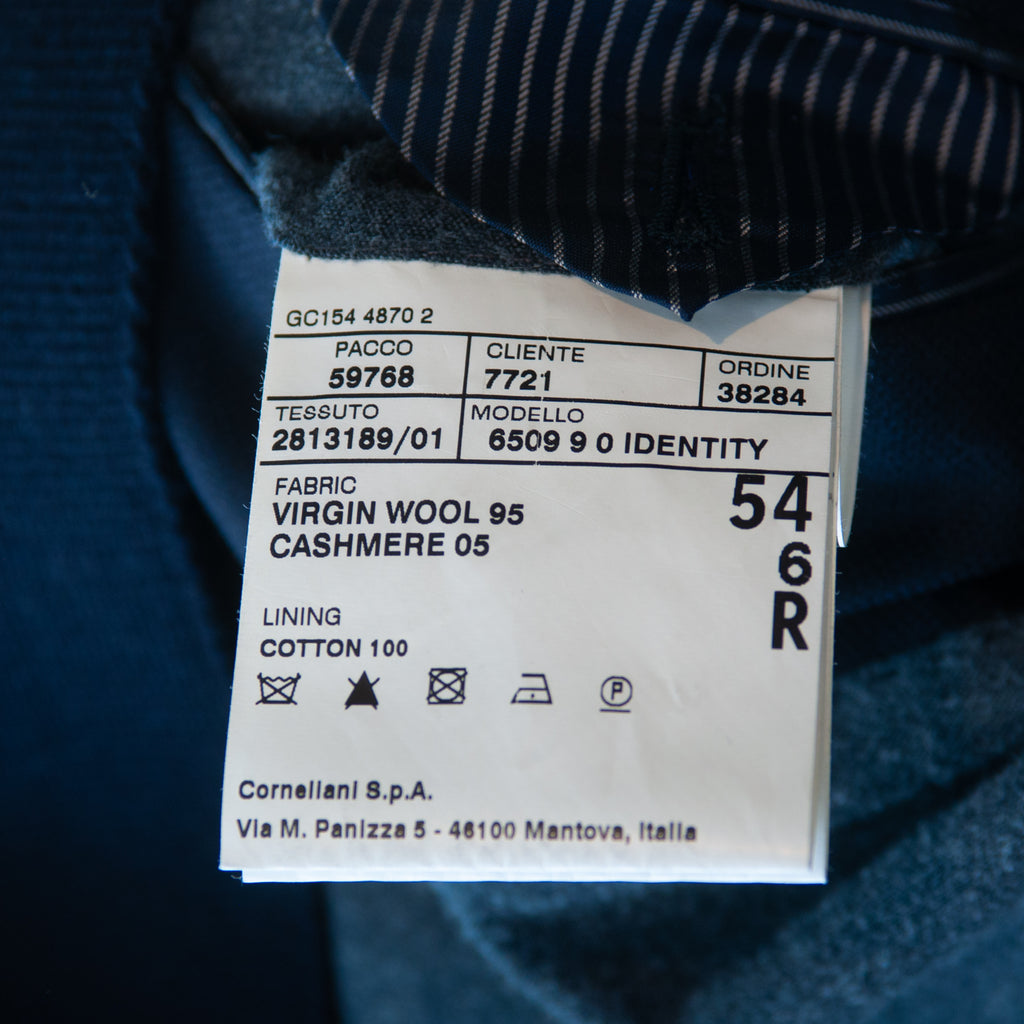 GC154 4870 2
PACCO CLIENTE ORDINE
59768 7721 38284
TESSUTO MODELLO
2813189/01 6509 9 0 IDENTITY
FABRIC
VIRGIN WOOL 95 54
CASHMERE 05 6
R
LINING
COTTON 100
P
Corneliani S.p.A.
Via M. Panizza 5 - 46100 Mantova, Italia